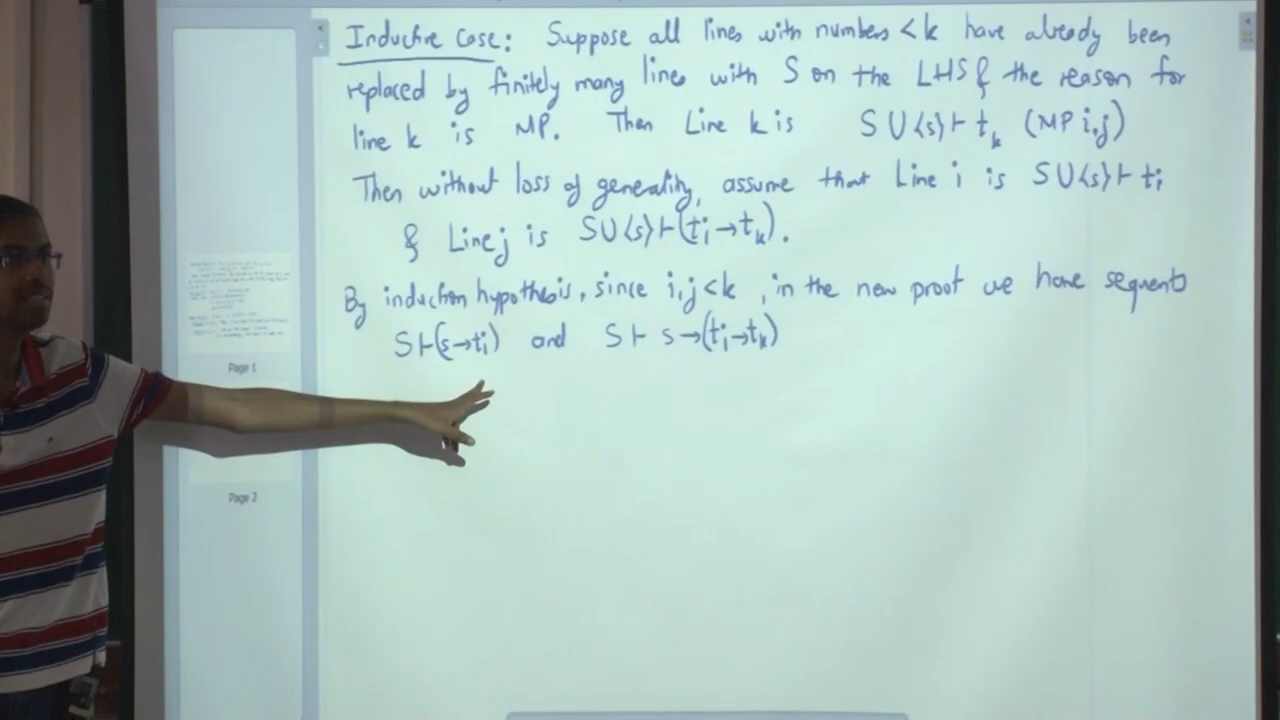 Inductive Case: Suppose all lines with numbers < k have already been
replaced by finitely many lines with S on the LHS & the reason for
line k is MP. Then Line k is S ∪ {s} ⊢ t_k (MP i,j)
Then without loss of generality, assume that Line i is S ∪ {s} ⊢ t_i
& Line j is S ∪ {s} ⊢ (t_i → t_k).
By induction hypothesis, since i,j < k, in the new proof we have sequents
S ⊢ (s → t_i) and S ⊢ s → (t_i → t_k)
Page 1
Page 2